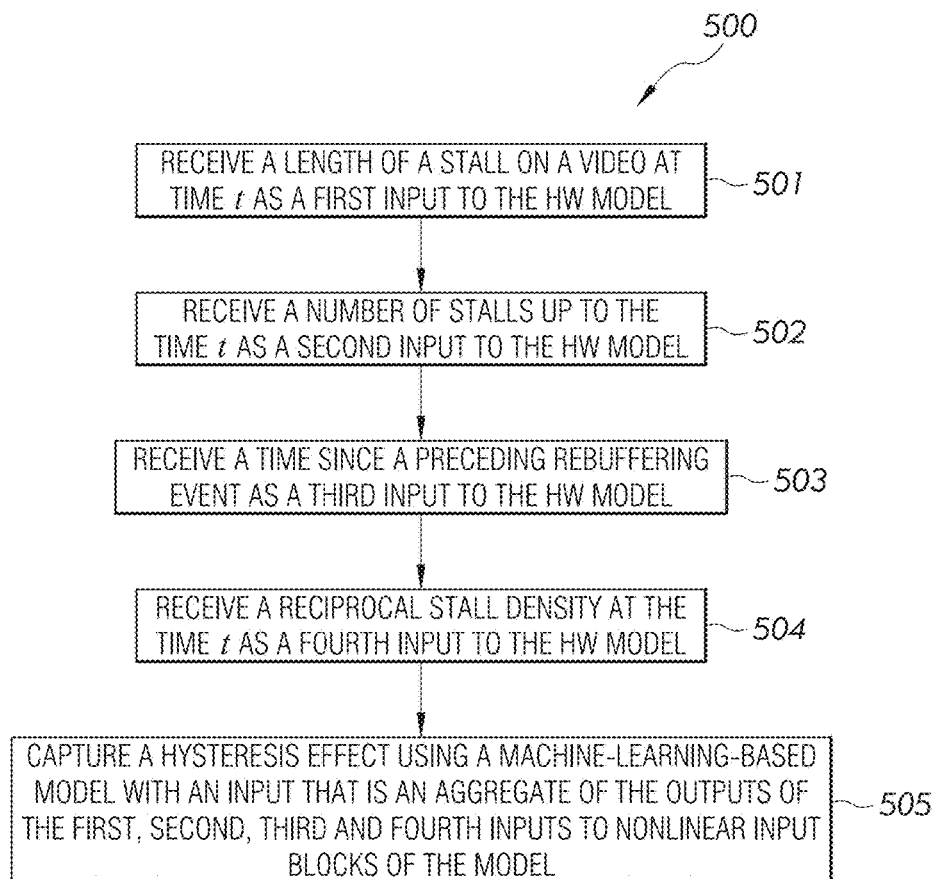 500
RECEIVE A LENGTH OF A STALL ON A VIDEO AT
TIME t AS A FIRST INPUT TO THE HW MODEL
501
RECEIVE A NUMBER OF STALLS UP TO THE
TIME t AS A SECOND INPUT TO THE HW MODEL
502
RECEIVE A TIME SINCE A PRECEDING REBUFFERING
EVENT AS A THIRD INPUT TO THE HW MODEL
503
RECEIVE A RECIPROCAL STALL DENSITY AT THE
TIME t AS A FOURTH INPUT TO THE HW MODEL
504
CAPTURE A HYSTERESIS EFFECT USING A MACHINE-LEARNING-BASED
MODEL WITH AN INPUT THAT IS AN AGGREGATE OF THE OUTPUTS OF
THE FIRST, SECOND, THIRD AND FOURTH INPUTS TO NONLINEAR INPUT
BLOCKS OF THE MODEL
505